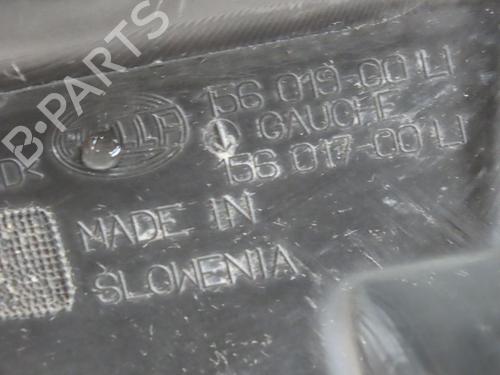 B-PARTS
HELLA
156 019-00 LI
GAUCHE
156 017-00 LI
MADE IN
SLOWENIA